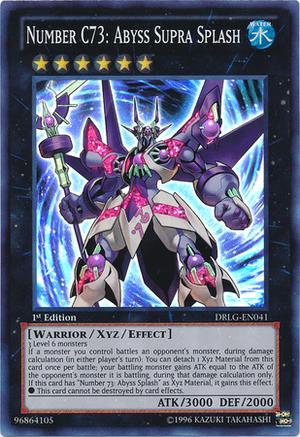 NUMBER C73: ABYSS SUPRA SPLASH
WATER
水
73
1st Edition
DRLG-EN041
[WARRIOR / XYZ / EFFECT]
3 Level 6 monsters
If a monster you control battles an opponent's monster, during damage
calculation (in either player's turn): You can detach 1 Xyz Material from this
card once per battle; your battling monster gains ATK equal to the ATK of
the opponent's monster it is battling, during that damage calculation only.
If this card has "Number 73: Abyss Splash" as Xyz Material, it gains this effect.
● This card cannot be destroyed by card effects.
ATK/3000 DEF/2000
96864105
©1996 KAZUKI TAKAHASHI